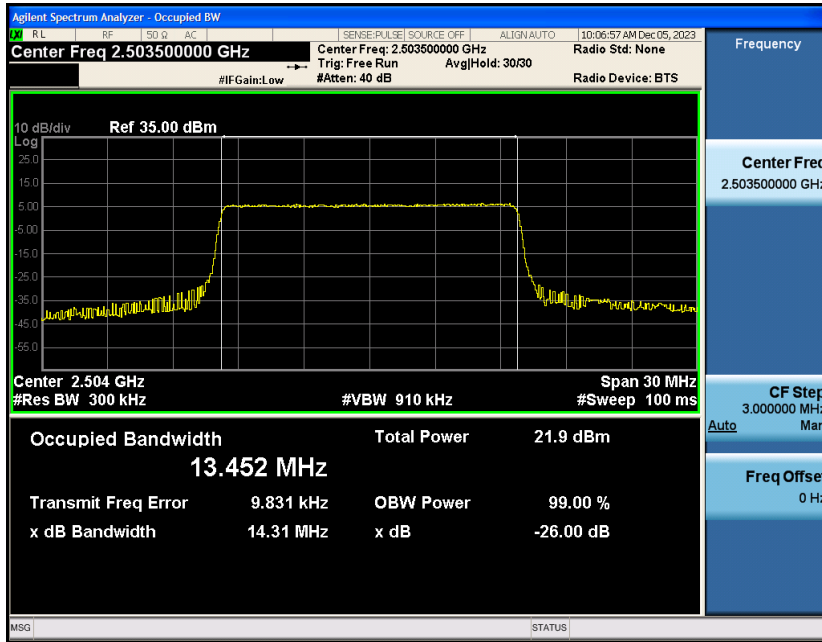 Agilent Spectrum Analyzer - Occupied BW
LXI RL RF 50 Ω AC SENSE:PULSE SOURCE OFF ALIGN AUTO 10:06:57 AM Dec 05, 2023
Center Freq 2.503500000 GHz
Center Freq: 2.503500000 GHz
Radio Std: None
Trig: Free Run Avg|Hold: 30/30
#IFGain:Low
#Atten: 40 dB
Radio Device: BTS
10 dB/div Ref 35.00 dBm
Log
25.0
15.0
5.00
-5.00
-15.0
-25.0
-35.0
-45.0
-55.0
Center 2.504 GHz Span 30 MHz
#Res BW 300 kHz #VBW 910 kHz #Sweep 100 ms
Occupied Bandwidth Total Power 21.9 dBm
13.452 MHz
Transmit Freq Error 9.831 kHz OBW Power 99.00 %
x dB Bandwidth 14.31 MHz x dB -26.00 dB
MSG STATUS
Frequency
Center Freq
2.503500000 GHz
CF Step
3.000000 MHz
Auto Man
Freq Offset
0 Hz